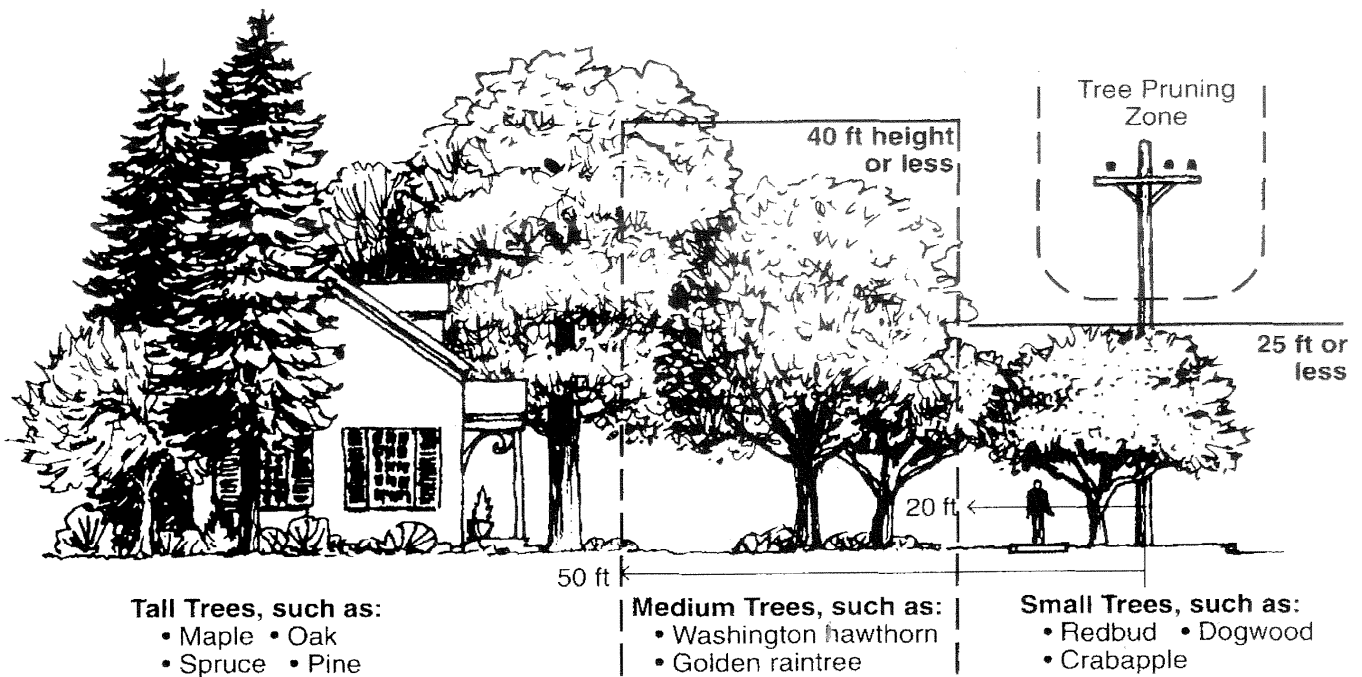 Tree Pruning
Zone
40 ft height
or less
25 ft or
less
20 ft
50 ft
Tall Trees, such as:
• Maple • Oak
• Spruce • Pine
Medium Trees, such as:
• Washington hawthorn
• Golden raintree
Small Trees, such as:
• Redbud • Dogwood
• Crabapple